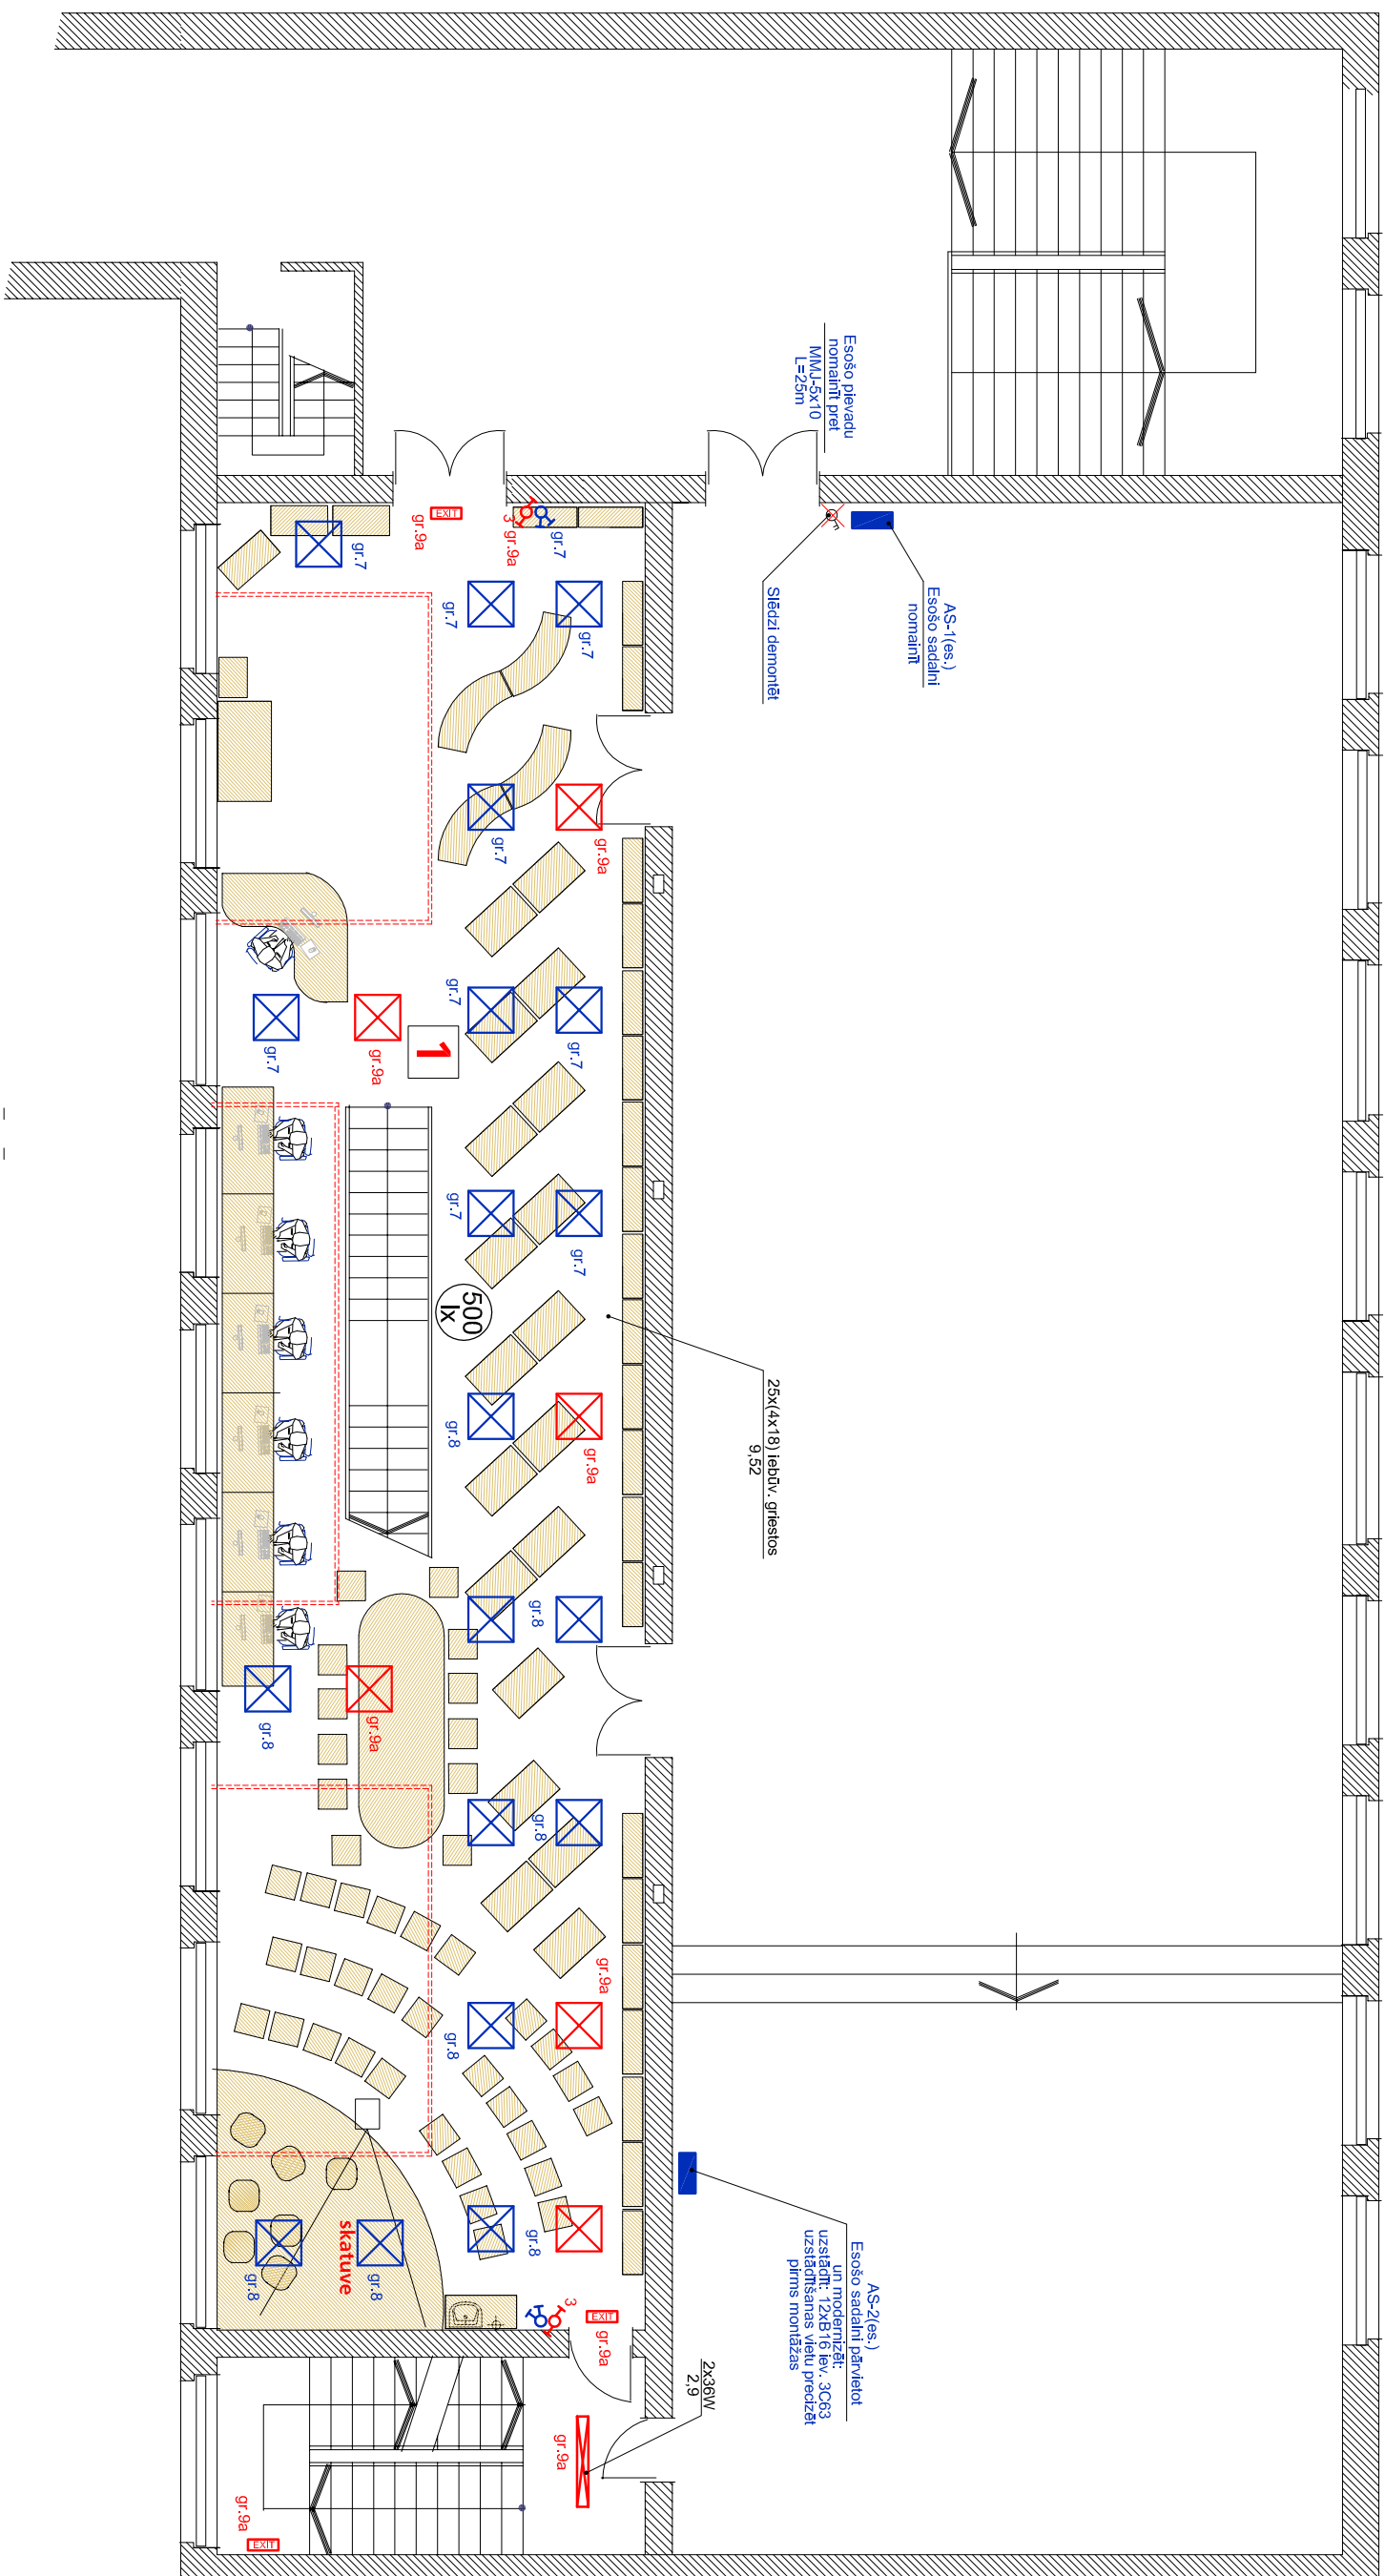 Esošo pievadu
nomainīt pret
MMJ-5x10
L=25m
AS-1(es.)
Esošo sadalni
nomainīt
Slēdzi demontēt
gr.7
3
gr.9a
EXIT
gr.9a
gr.7
gr.7
gr.7
gr.9a
gr.7
gr.7
gr.7
gr.9a
gr.7
1
gr.7
gr.7
500
lx
25x(4x18) iebūv. griestos
9,52
gr.9a
gr.8
gr.8
gr.9a
gr.8
gr.8
gr.9a
gr.8
gr.8
skatuve
gr.8
gr.8
AS-2(es.)
Esošo sadalni pārvietot
un modernizēt:
uzstādīt: 12xB16 iev. 3C63
uzstādīšanas vietu precizēt
pirms montāžas
3
EXIT
gr.9a
2x36W
2,9
gr.9a
gr.9a
EXIT